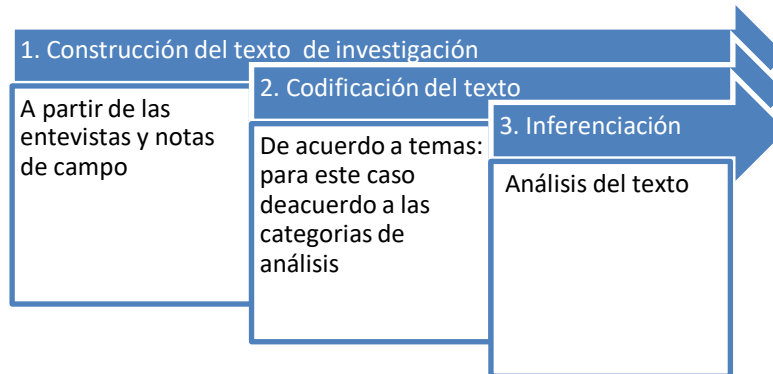 1. Construcción del texto de investigación
A partir de las
entevistas y notas
de campo
2. Codificación del texto
De acuerdo a temas:
para este caso
deacuerdo a las
categorias de
análisis
3. Inferenciación
Análisis del texto